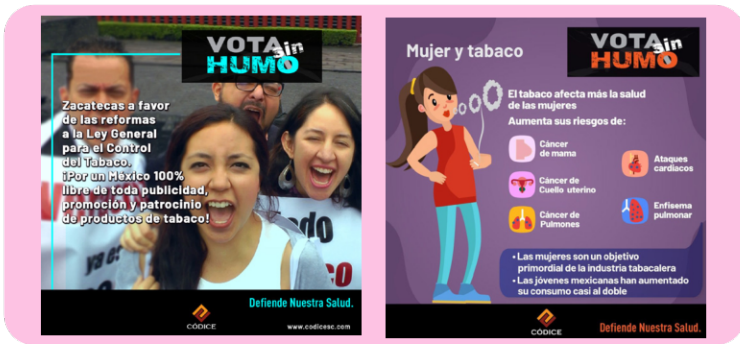 VOTA sin
HUMO
Zacatecas a favor
de las reformas
a la Ley General
para el Control
del Tabaco.
¡Por un México 100%
libre de toda publicidad,
promoción y patrocinio
de productos de tabaco!
do
ya es
co
Defiende Nuestra Salud.
CÓDICE
www.codicesc.com
Mujer y tabaco
VOTA sin
HUMO
El tabaco afecta más la salud
de las mujeres
Aumenta sus riesgos de:
Cáncer
de mama
Cáncer de
Cuello uterino
Cáncer de
Pulmones
Ataques
cardiacos
Enfisema
pulmonar
• Las mujeres son un objetivo
primordial de la industria tabacalera
• Las jóvenes mexicanas han aumentado
su consumo casi al doble
CÓDICE
Defiende Nuestra Salud.